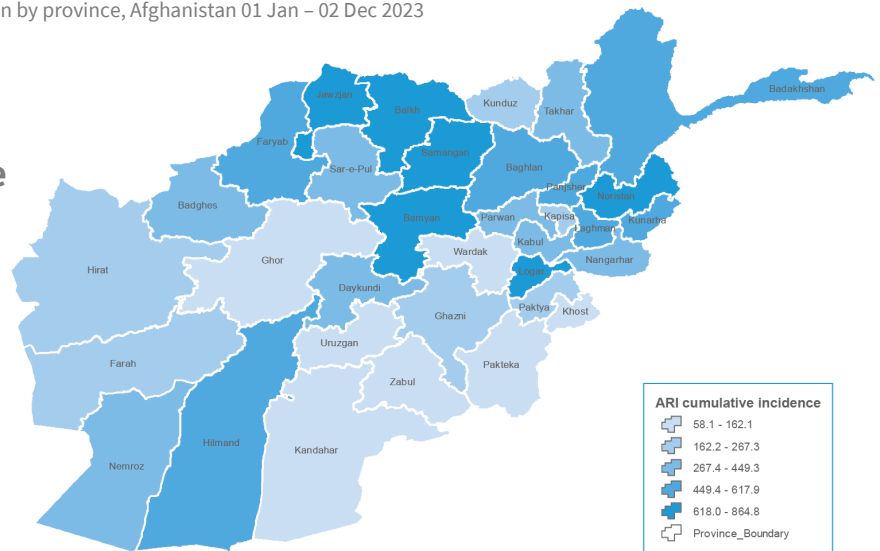 n by province, Afghanistan 01 Jan – 02 Dec 2023
e
Badakhshan
Jawzjan
Balkh
Kunduz
Takhar
Faryab
Samangan
Baghlan
Sar-e-Pul
Panjsher
Noristan
Badghes
Bamyan
Parwan
Kapisa
Kunarha
Laghman
Kabul
Wardak
Ghor
Nangarhar
Hirat
Logar
Daykundi
Paktya
Khost
Ghazni
Uruzgan
Farah
Pakteka
Zabul
Hilmand
Kandahar
Nemroz
ARI cumulative incidence
58.1 - 162.1
162.2 - 267.3
267.4 - 449.3
449.4 - 617.9
618.0 - 864.8
Province_Boundary